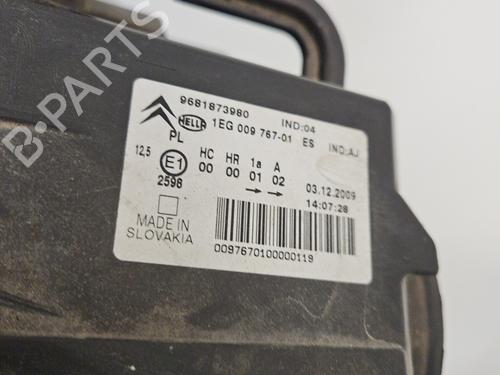 9681873980 IND:04
HELLA 1EG 009 767-01 ES IND:AJ
PL
12,5 E1 HC HR 1a A
00 00 01 02 03.12.2009
2598 → → 14:07:28
MADE IN
SLOVAKIA
00976701000000119
B-PARTS